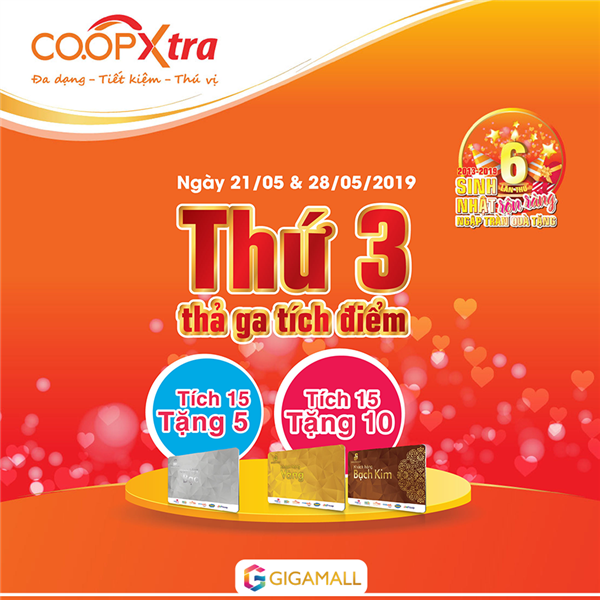 CO.OPXtra
Đa dạng - Tiết kiệm - Thú vị
2013-2019
6
LẦN THỨ
SINH
NHẬT rộn ràng
NGẬP TRÀN QUÀ TẶNG
Ngày 21/05 & 28/05/2019
Thứ 3
thả ga tích điểm
Tích 15
Tặng 5
Tích 15
Tặng 10
Bạch Kim
GIGAMALL